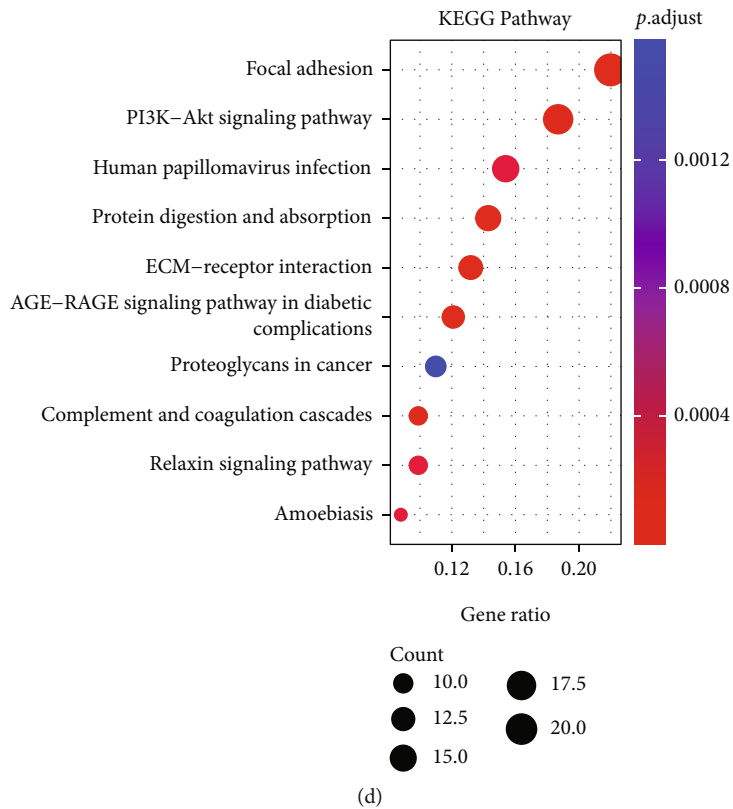 KEGG Pathway
p.adjust
Focal adhesion
PI3K−Akt signaling pathway
Human papillomavirus infection
Protein digestion and absorption
ECM−receptor interaction
AGE−RAGE signaling pathway in diabetic
complications
Proteoglycans in cancer
Complement and coagulation cascades
Relaxin signaling pathway
Amoebiasis
0.0012
0.0008
0.0004
0.12 0.16 0.20
Gene ratio
Count
10.0
12.5
15.0
17.5
20.0
(d)